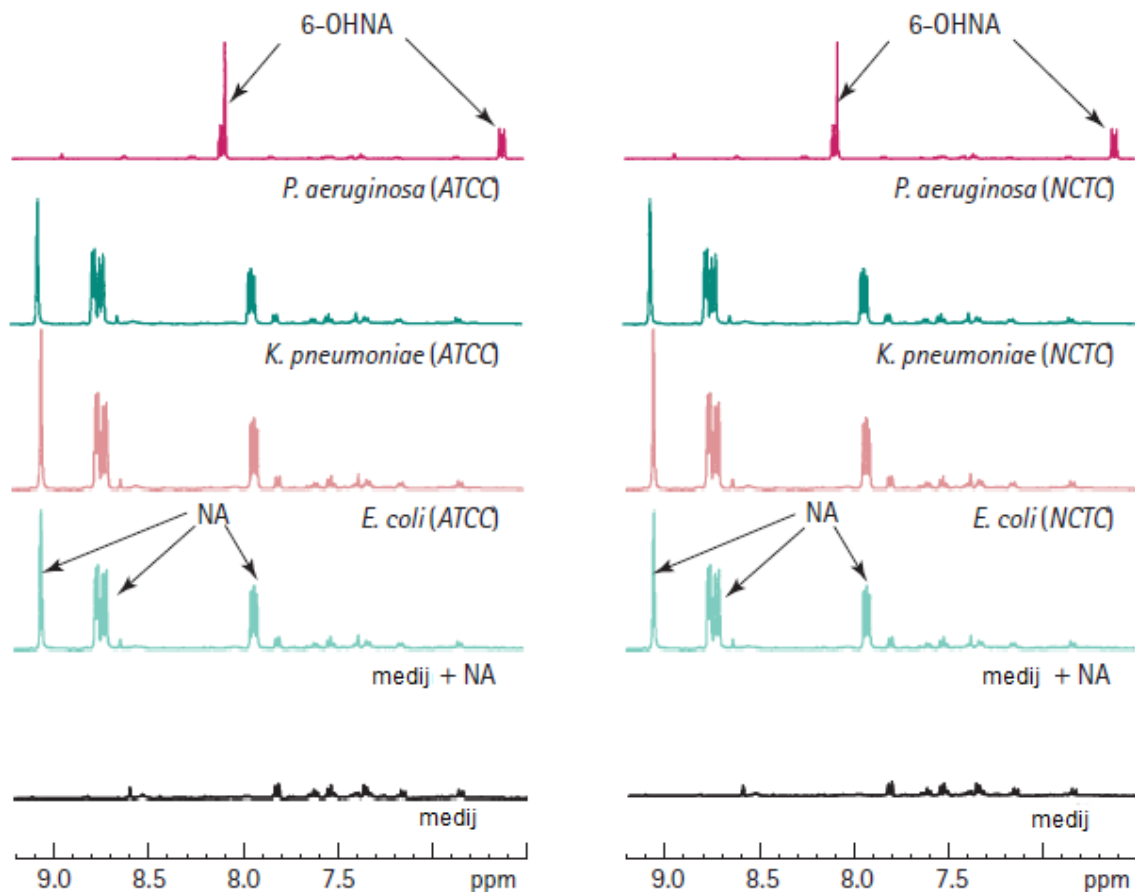 6-OHNA
6-OHNA
P. aeruginosa (ATCC)
P. aeruginosa (NCTC)
K. pneumoniae (ATCC)
K. pneumoniae (NCTC)
NA
E. coli (ATCC)
NA
E. coli (NCTC)
medij + NA
medij + NA
medij
medij
9.0 8.5 8.0 7.5 ppm
9.0 8.5 8.0 7.5 ppm